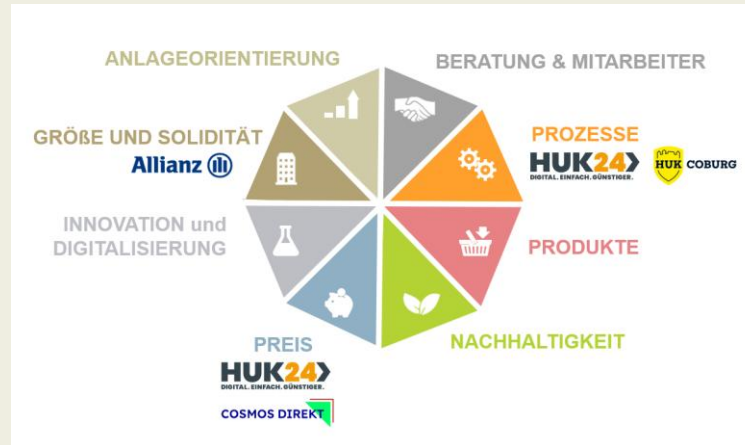 ANLAGEORIENTIERUNG
BERATUNG & MITARBEITER
GRÖßE UND SOLIDITÄT
Allianz
PROZESSE
HUK24
DIGITAL. EINFACH. GÜNSTIGER.
HUK COBURG
INNOVATION und
DIGITALISIERUNG
PRODUKTE
PREIS
HUK24
DIGITAL. EINFACH. GÜNSTIGER.
COSMOS DIREKT
NACHHALTIGKEIT